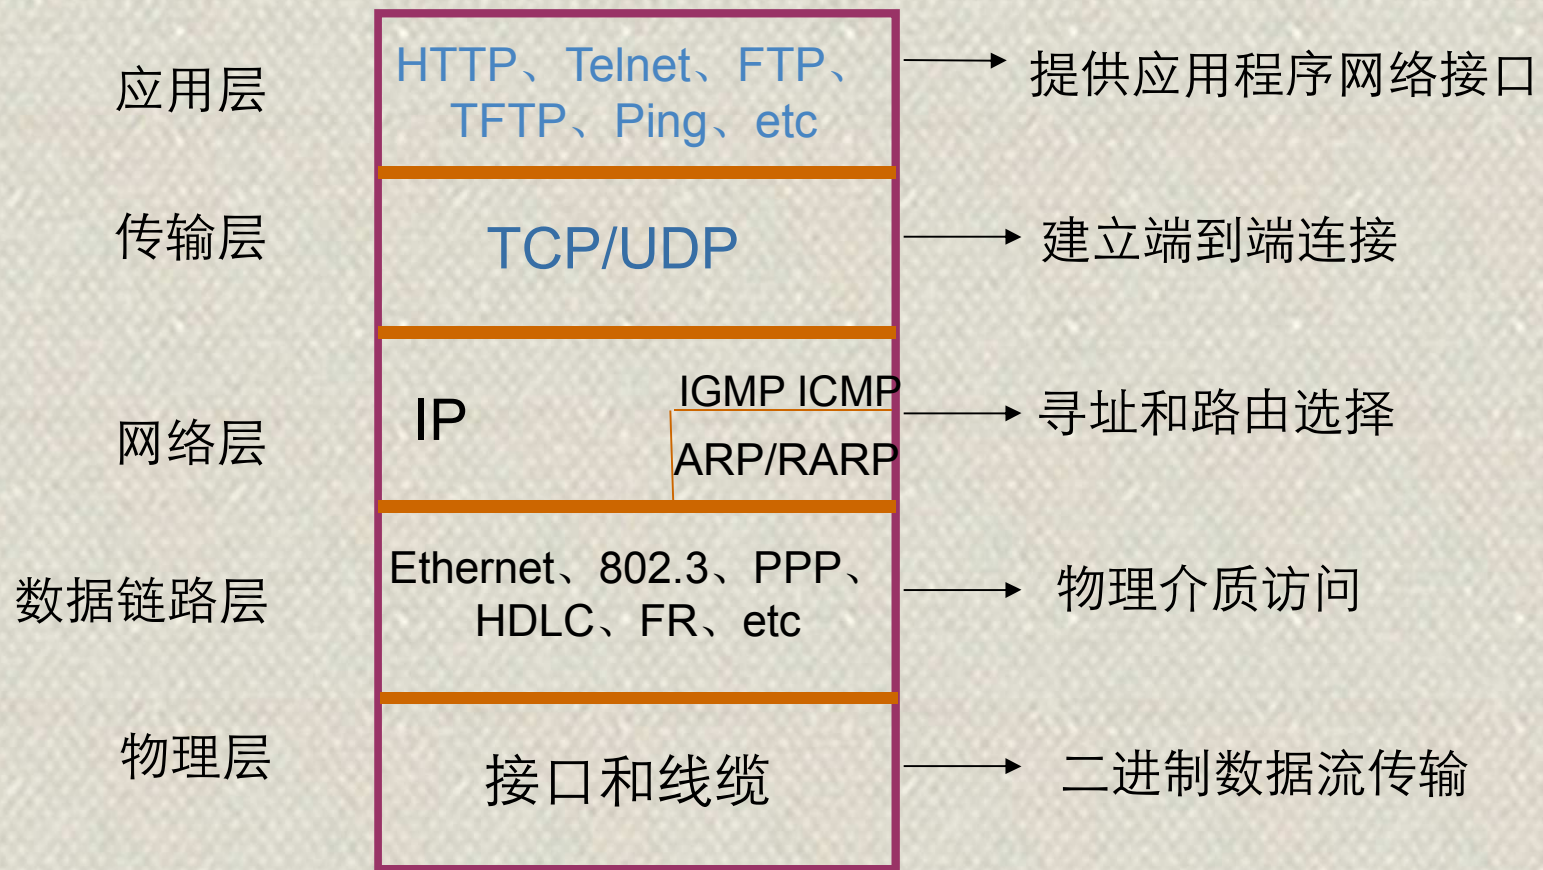 应用层
HTTP、Telnet、FTP、
TFTP、Ping、etc
提供应用程序网络接口
传输层
TCP/UDP
建立端到端连接
网络层
IP
IGMP ICMP
ARP/RARP
寻址和路由选择
数据链路层
Ethernet、802.3、PPP、
HDLC、FR、etc
物理介质访问
物理层
接口和线缆
二进制数据流传输